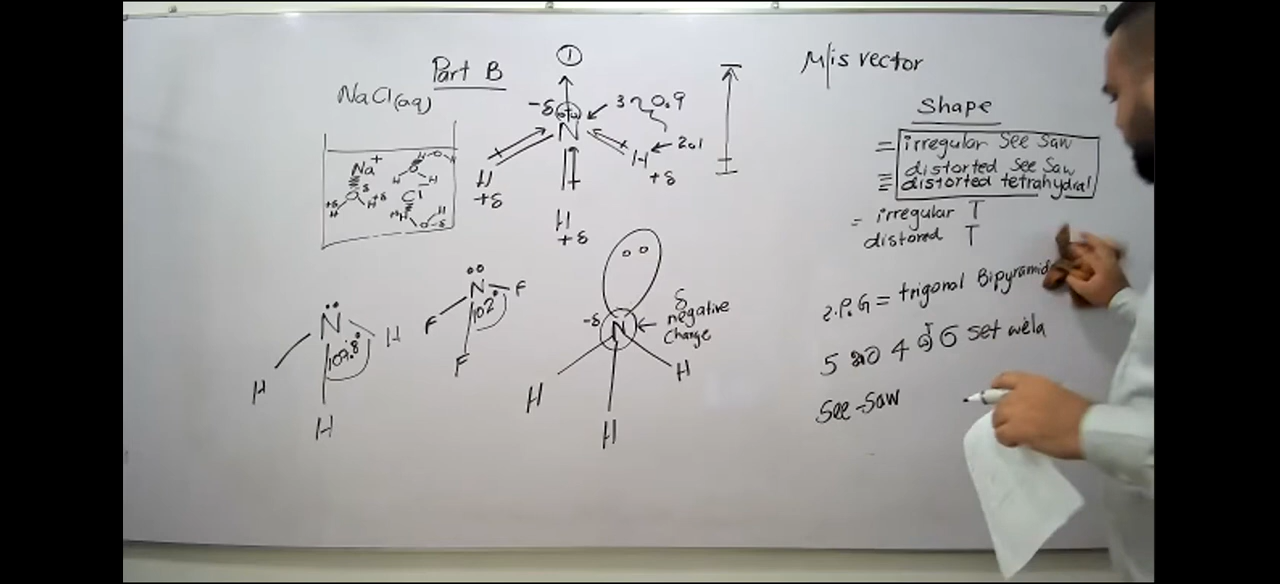 Part B
NaCl(aq)
Na⁺
Cl⁻
δ
+δ
H
H
H
H
-δ
①
-δ
N
3~0.9
2.1
H
+δ
H
+δ
H
+δ
M/is vector
Shape
= irregular See Saw
distorted See Saw
≡ distorted tetrahydral
= irregular T
distored T
= trigonal Bipyramid
5 4 6 set wela
See-Saw
N
107.8°
H
H
H
N
102°
F
F
F
-δ
N
δ
negative
charge
H
H
H